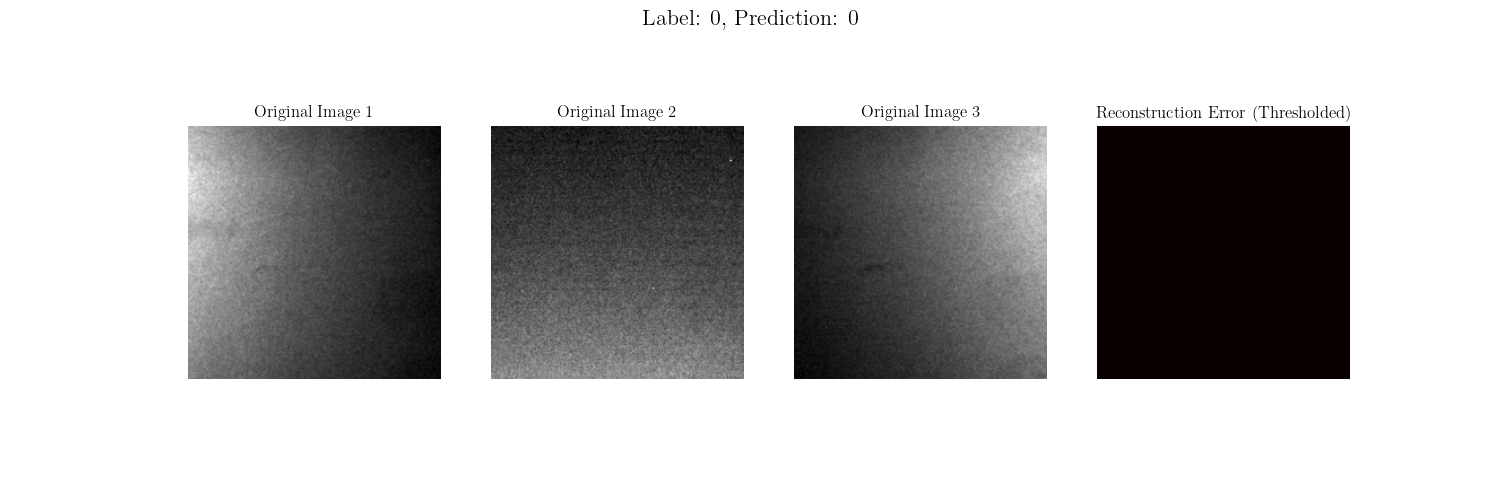 Label: 0, Prediction: 0
Original Image 1
Original Image 2
Original Image 3
Reconstruction Error (Thresholded)